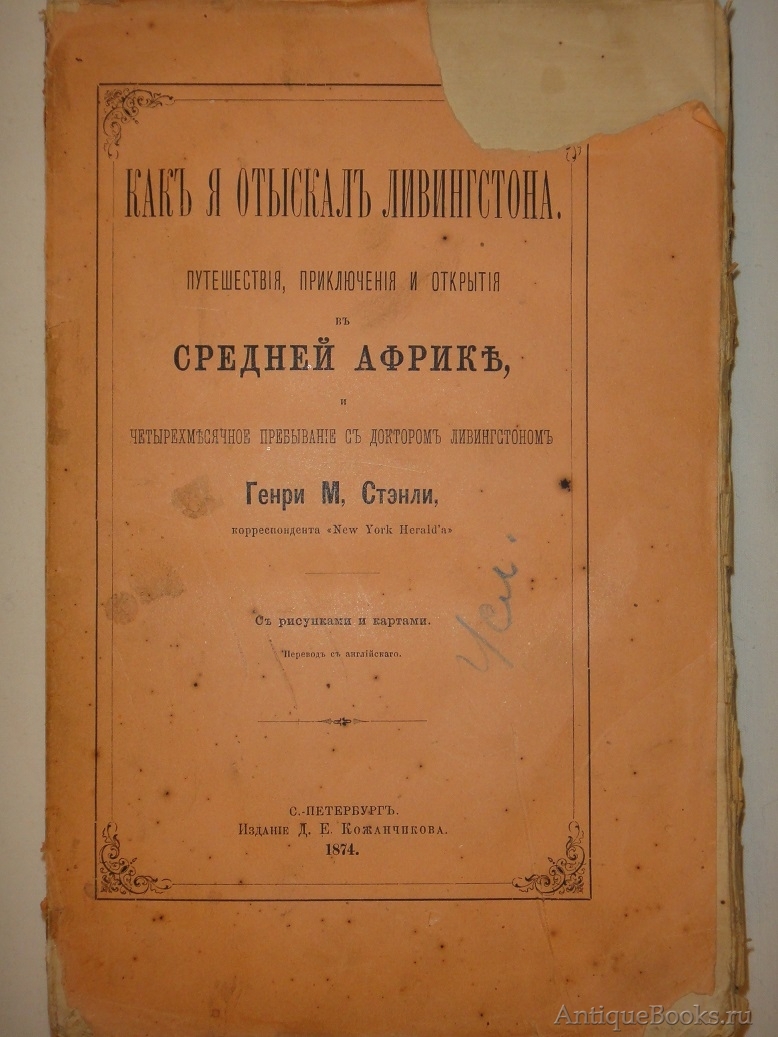 КАКЪ Я ОТЫСКАЛЪ ЛИВИНГСТОНА.
ПУТЕШЕСТВІЯ, ПРИКЛЮЧЕНІЯ И ОТКРЫТІЯ
ВЪ
СРЕДНЕЙ АФРИКѢ,
И
ЧЕТЫРЕХМѢСЯЧНОЕ ПРЕБЫВАНІЕ СЪ ДОКТОРОМЪ ЛИВИНГСТОНОМЪ
Генри М, Стэнли,
корреспондента «New York Herald'a»
Съ рисунками и картами.
Переводъ съ англійскаго.
С.-ПЕТЕРБУРГЪ.
Изданіе Д. Е. Кожанчикова.
1874.
AntiqueBooks.ru